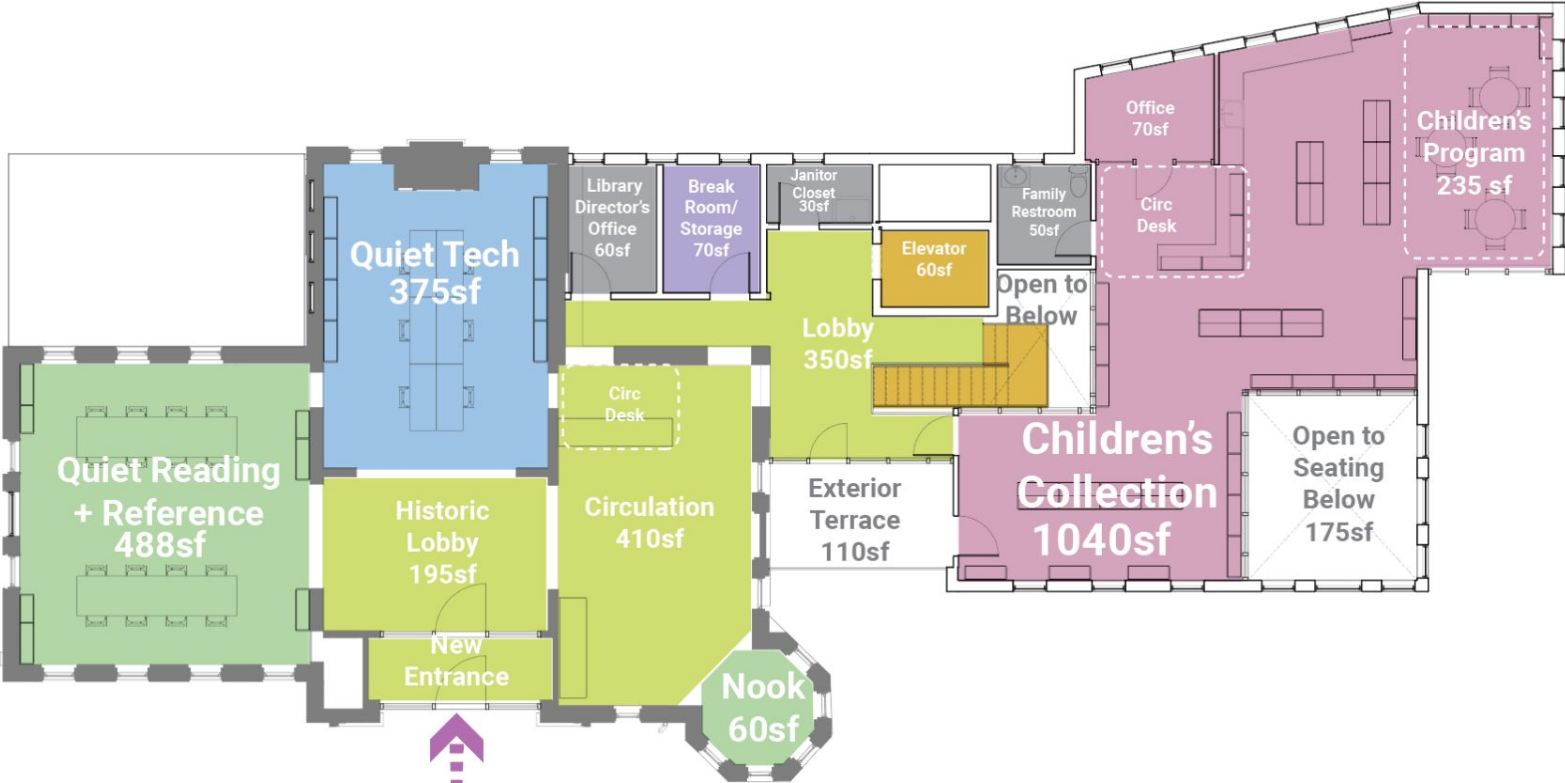 Quiet Tech
375sf
Quiet Reading
+ Reference
488sf
Historic
Lobby
195sf
New
Entrance
Circ
Desk
Circulation
410sf
Nook
60sf
Library
Director's
Office
60sf
Break
Room/
Storage
70sf
Janitor
Closet
30sf
Elevator
60sf
Lobby
350sf
Family
Restroom
50sf
Open to
Below
Exterior
Terrace
110sf
Office
70sf
Circ
Desk
Children's
Program
235 sf
Children's
Collection
1040sf
Open to
Seating
Below
175sf